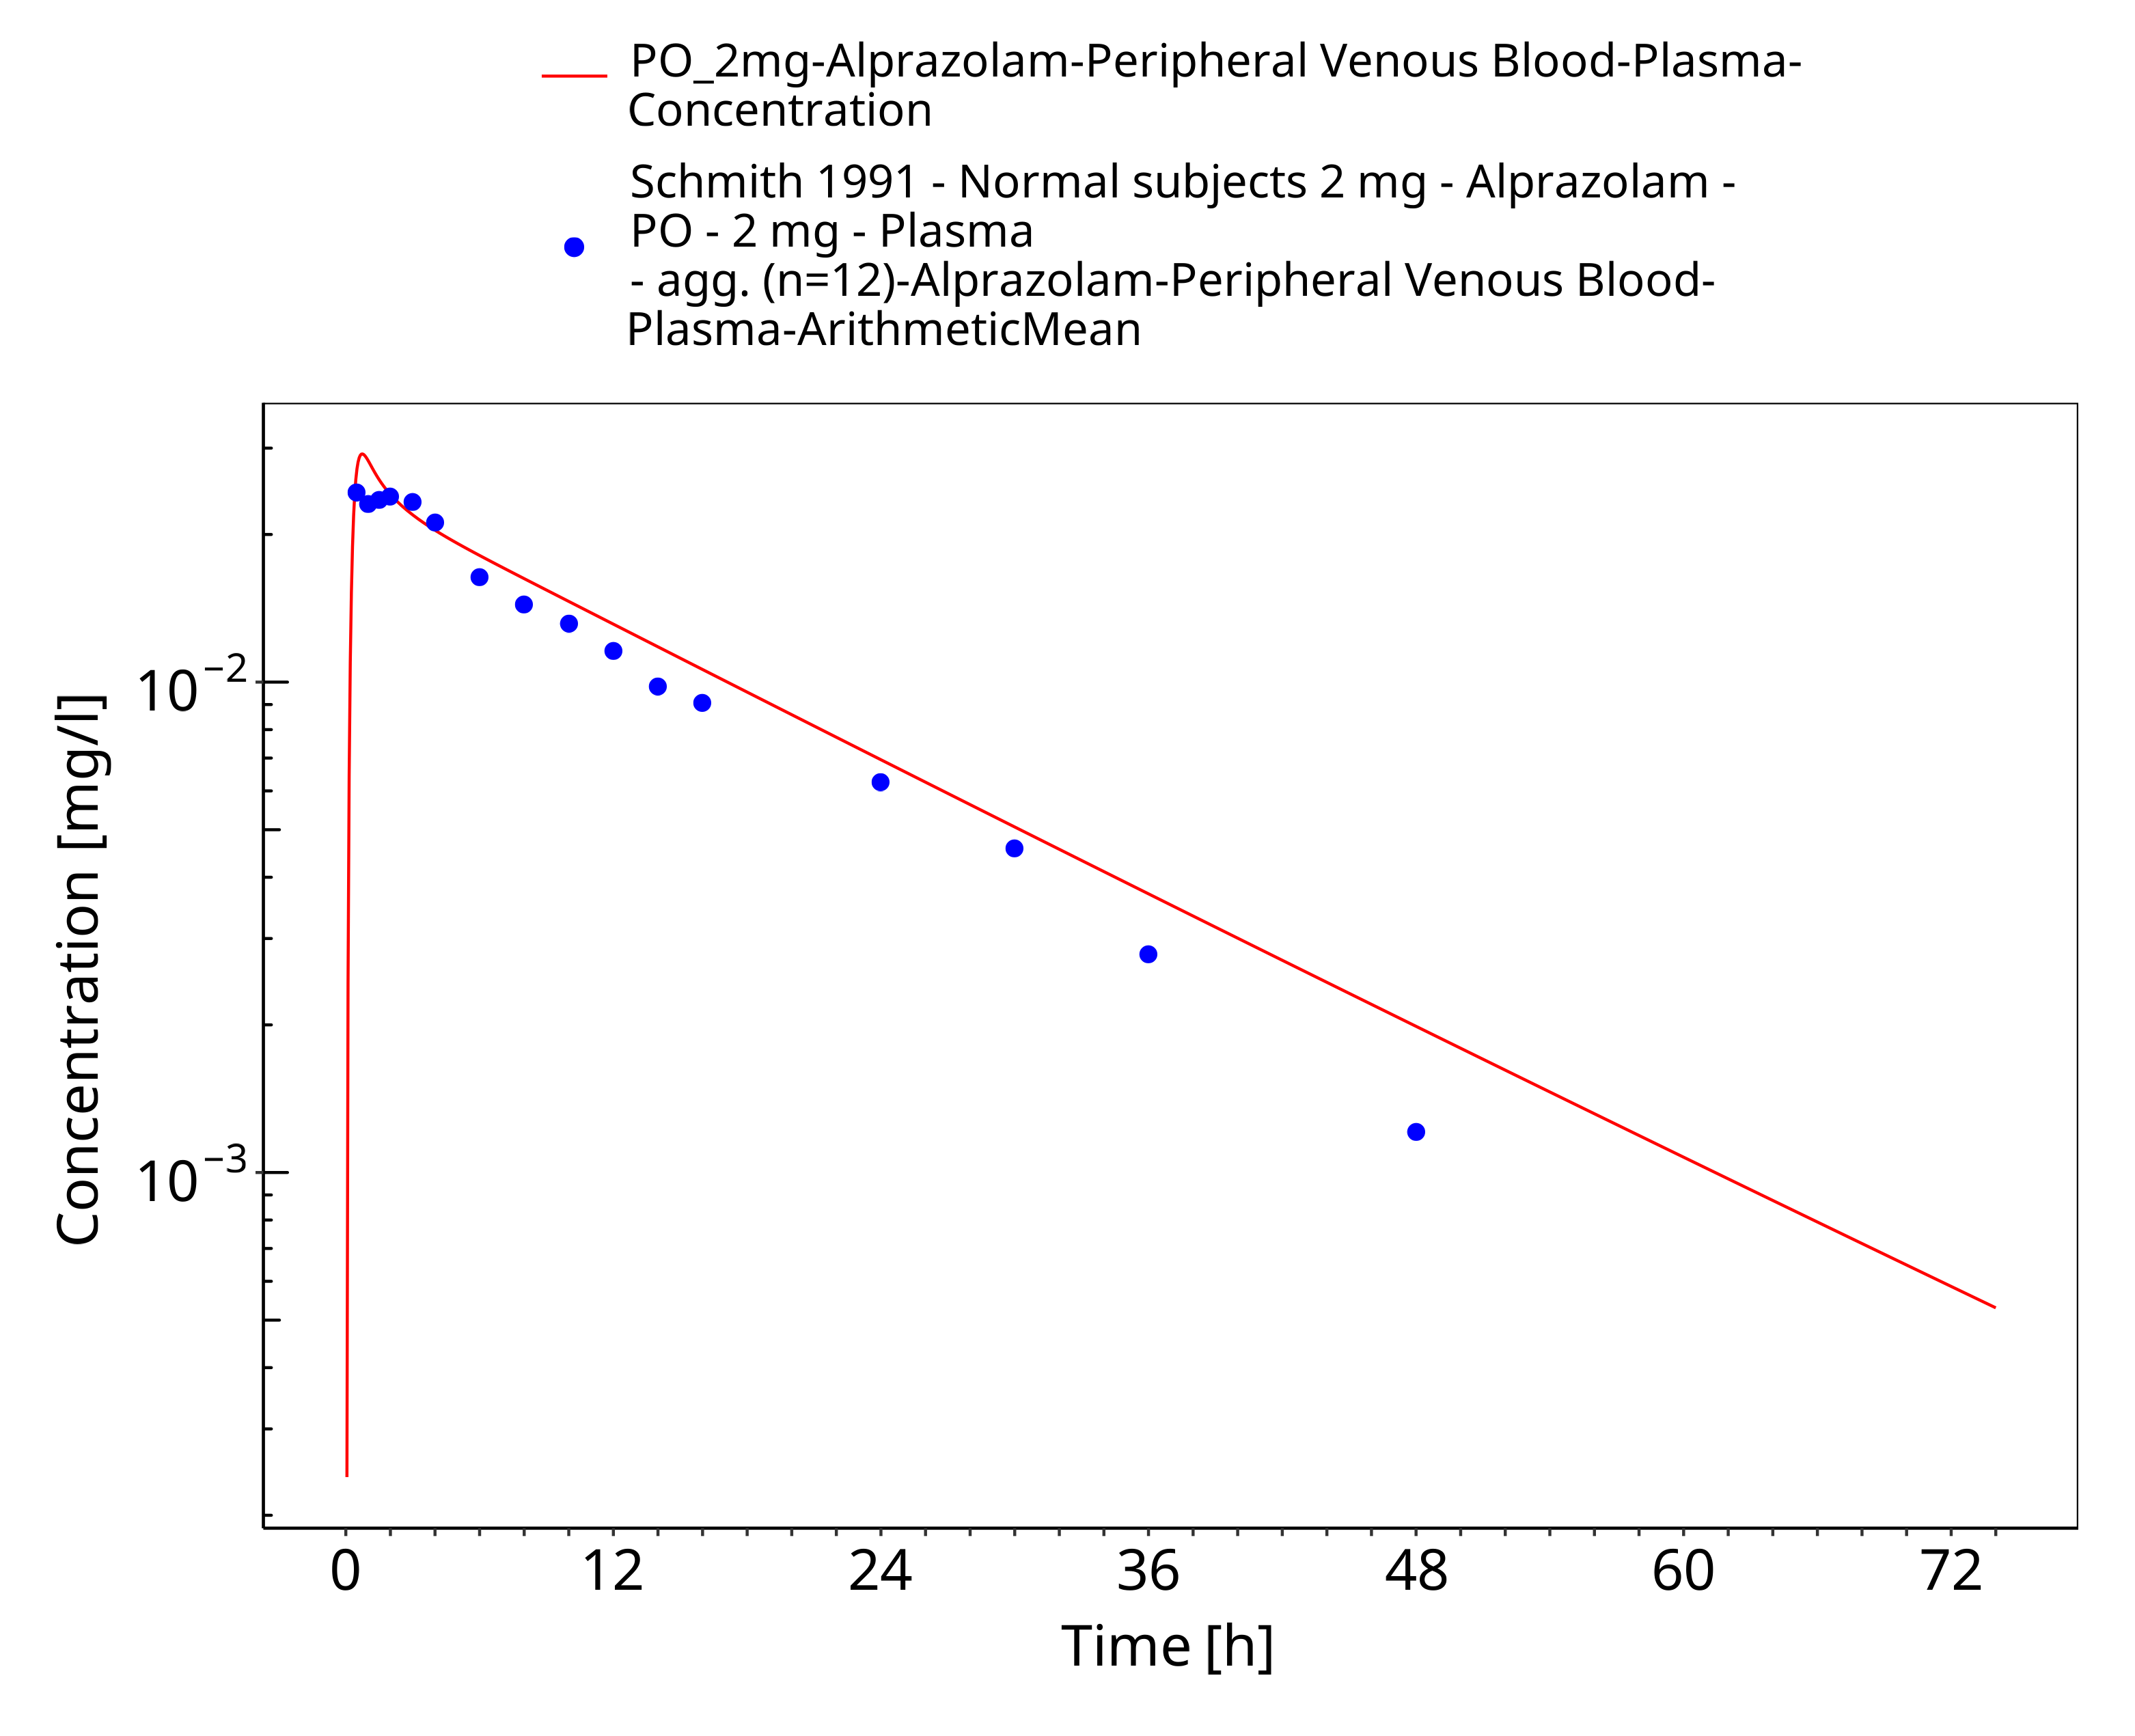 PO_2mg-Alprazolam-Peripheral Venous Blood-Plasma-
Concentration
Schmith 1991 - Normal subjects 2 mg - Alprazolam -
PO - 2 mg - Plasma
- agg. (n=12)-Alprazolam-Peripheral Venous Blood-
Plasma-ArithmeticMean
Concentration [mg/l]
10⁻²
10⁻³
0 12 24 36 48 60 72
Time [h]